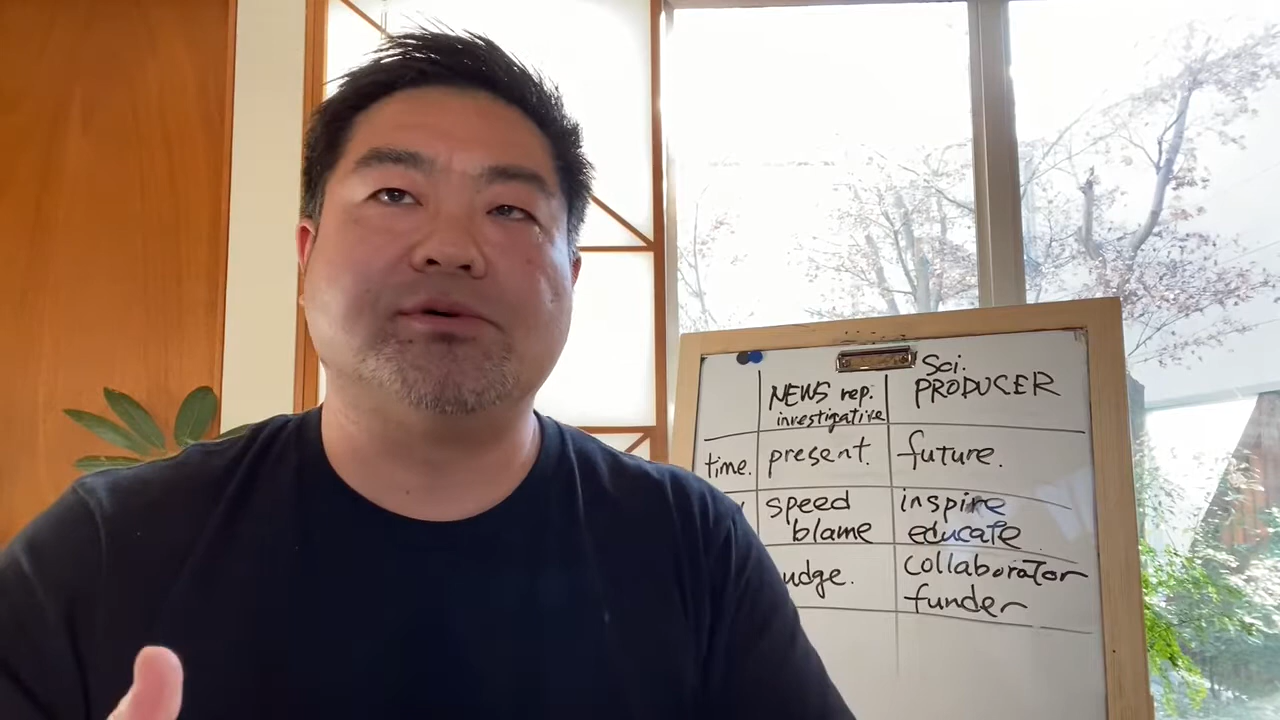 NEWS rep.
investigative
Sci.
PRODUCER
time.
present.
future.
speed
blame
inspire
educate.
udge.
collaborator
funder